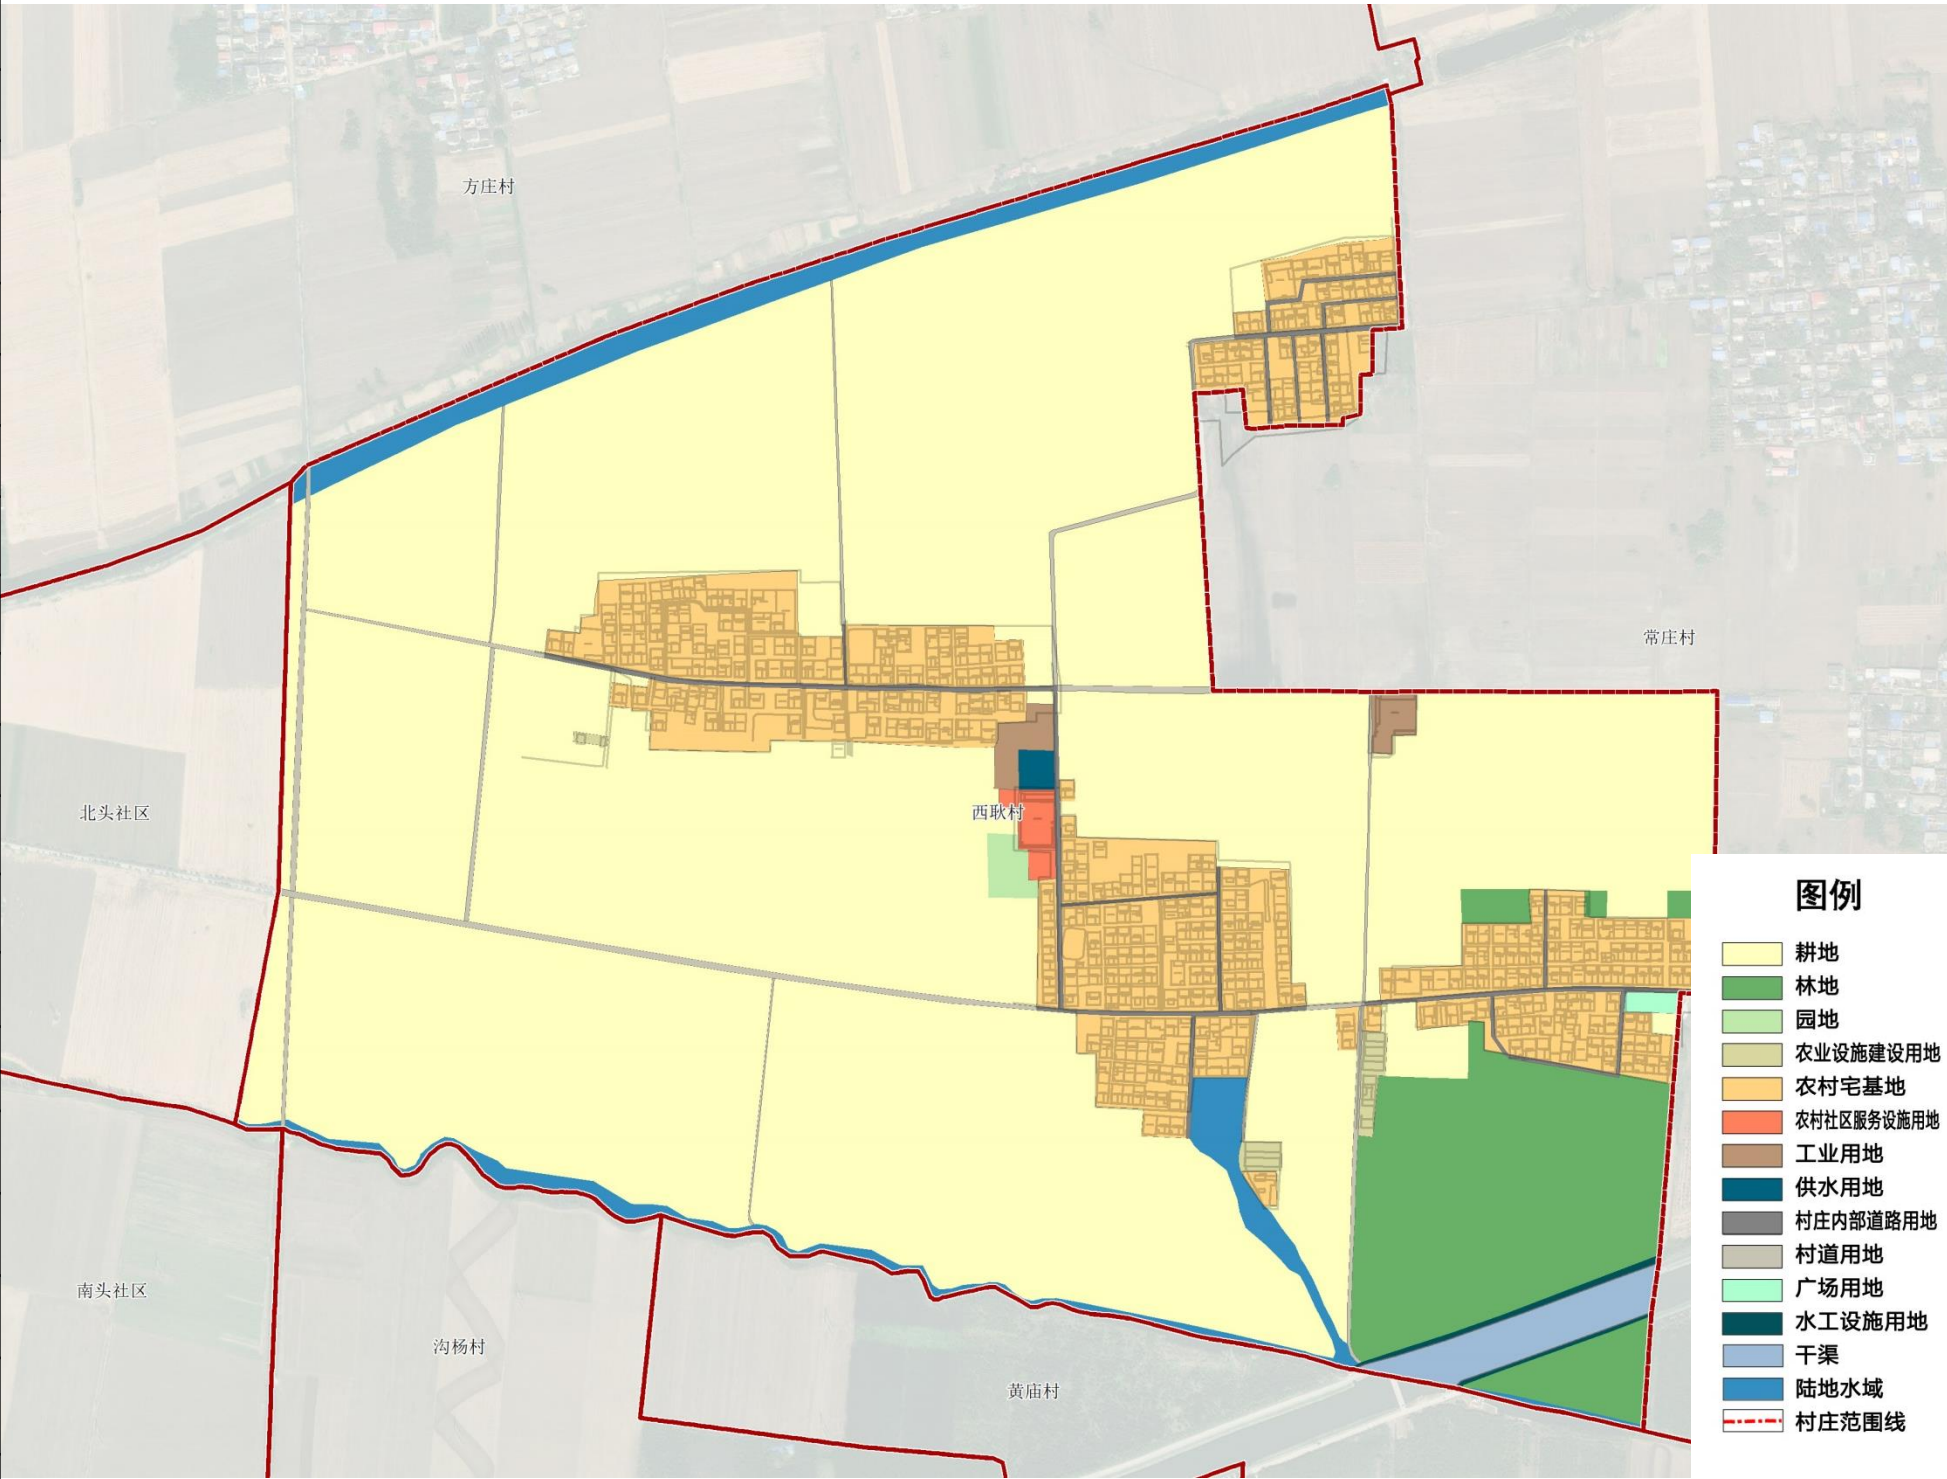 方庄村
常庄村
北头社区
西耿村
南头社区
沟杨村
黄庙村
图例
耕地
林地
园地
农业设施建设用地
农村宅基地
农村社区服务设施用地
工业用地
供水用地
村庄内部道路用地
村道用地
广场用地
水工设施用地
干渠
陆地水域
村庄范围线